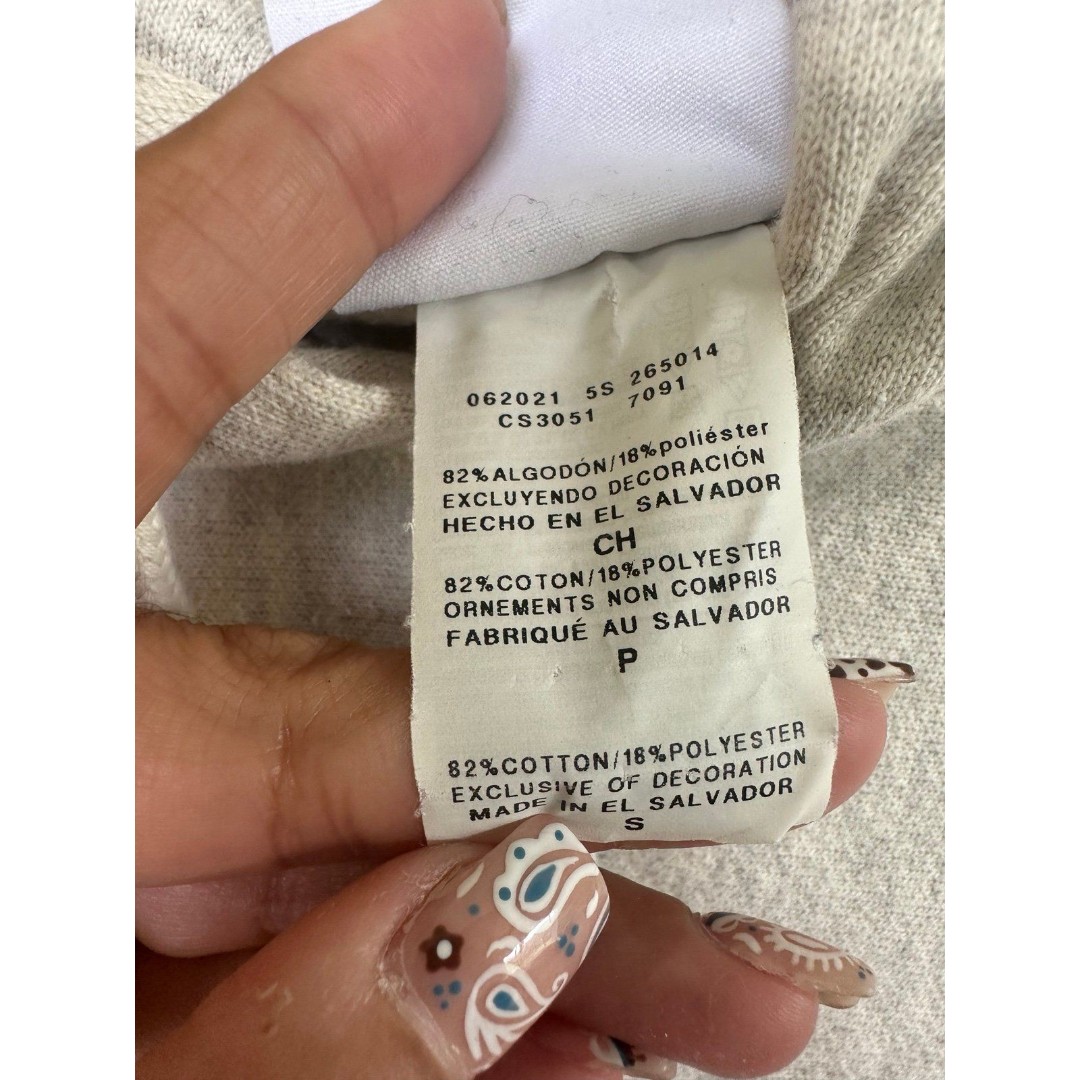 062021 5S 265014
CS3051 7091
82%ALGODÓN/18%poliéster
EXCLUYENDO DECORACIÓN
HECHO EN EL SALVADOR
CH
82%COTON/18%POLYESTER
ORNEMENTS NON COMPRIS
FABRIQUÉ AU SALVADOR
P
82%COTTON/18%POLYESTER
EXCLUSIVE OF DECORATION
MADE IN EL SALVADOR
S